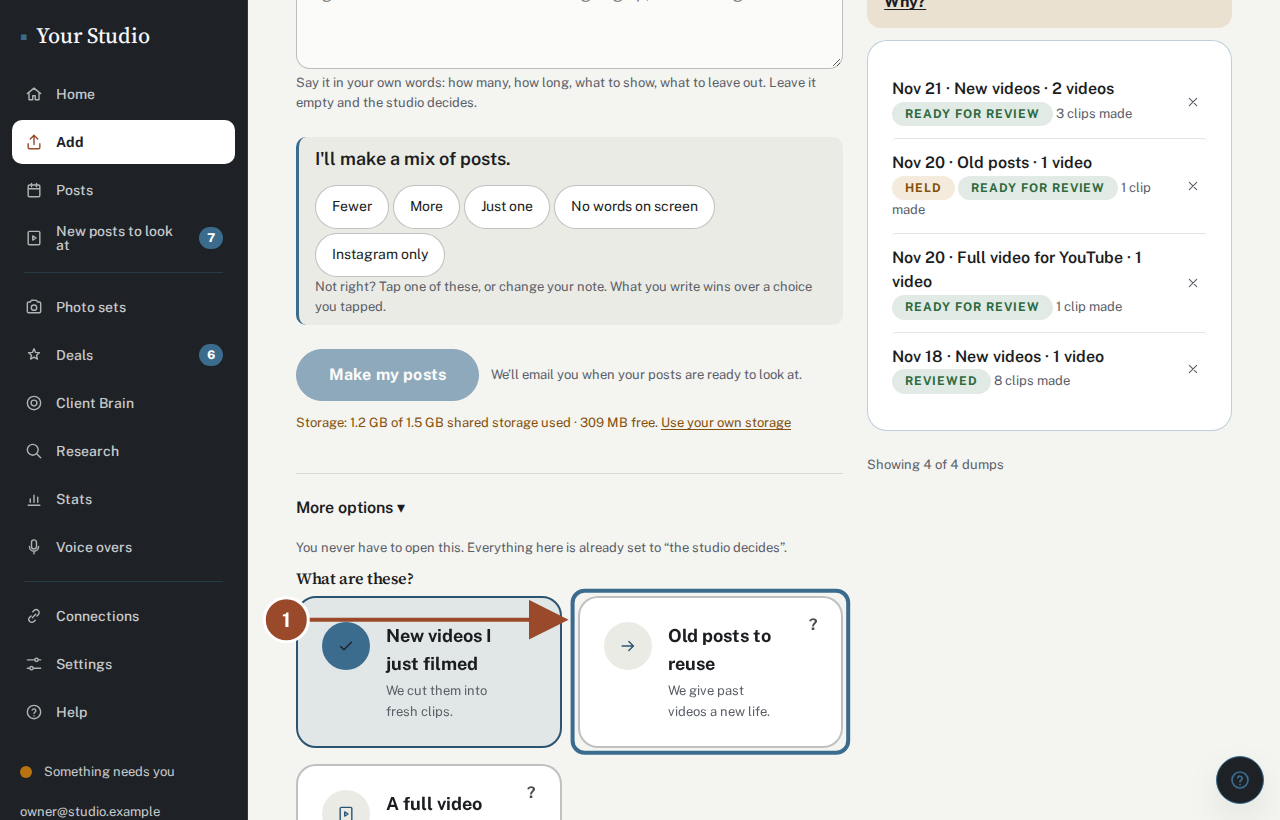 Your Studio
Home
Add
Posts
New posts to look
at
7
Photo sets
Deals
6
Client Brain
Research
Stats
Voice overs
Connections
Settings
Help
Something needs you
owner@studio.example
Say it in your own words: how many, how long, what to show, what to leave out. Leave it
empty and the studio decides.
I'll make a mix of posts.
Fewer
More
Just one
No words on screen
Instagram only
Not right? Tap one of these, or change your note. What you write wins over a choice
you tapped.
Make my posts
We'll email you when your posts are ready to look at.
Storage: 1.2 GB of 1.5 GB shared storage used · 309 MB free. Use your own storage
More options ▾
You never have to open this. Everything here is already set to “the studio decides”.
What are these?
1
New videos I
just filmed
We cut them into
fresh clips.
Old posts to
reuse
?
We give past
videos a new life.
A full video
?
Why?
Nov 21 · New videos · 2 videos
READY FOR REVIEW 3 clips made
Nov 20 · Old posts · 1 video
HELD READY FOR REVIEW 1 clip
made
Nov 20 · Full video for YouTube · 1
video
READY FOR REVIEW 1 clip made
Nov 18 · New videos · 1 video
REVIEWED 8 clips made
Showing 4 of 4 dumps